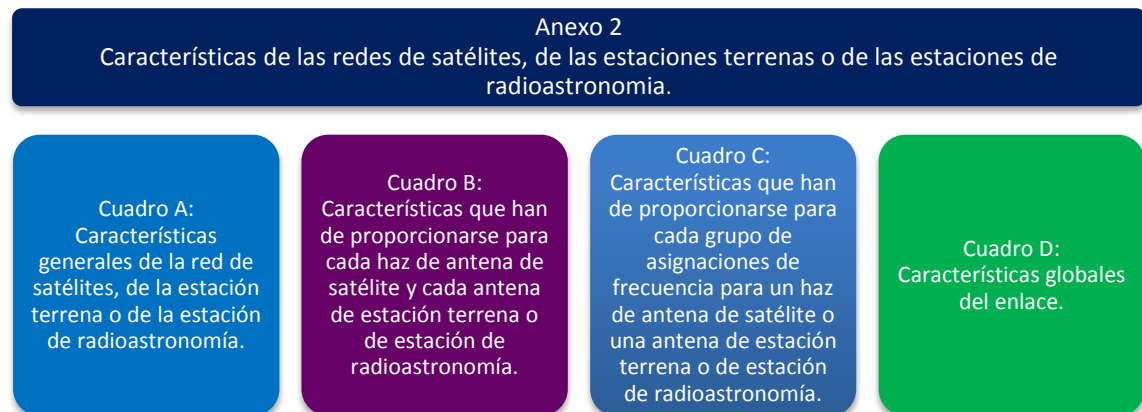 Anexo 2
Características de las redes de satélites, de las estaciones terrenas o de las estaciones de
radioastronomia.
Cuadro A:
Características
generales de la red de
satélites, de la estación
terrena o de la estación
de radioastronomía.
Cuadro B:
Características que han
de proporcionarse para
cada haz de antena de
satélite y cada antena
de estación terrena o
de estación de
radioastronomía.
Cuadro C:
Características que han
de proporcionarse para
cada grupo de
asignaciones de
frecuencia para un haz
de antena de satélite o
una antena de estación
terrena o de estación
de radioastronomía.
Cuadro D:
Características globales
del enlace.